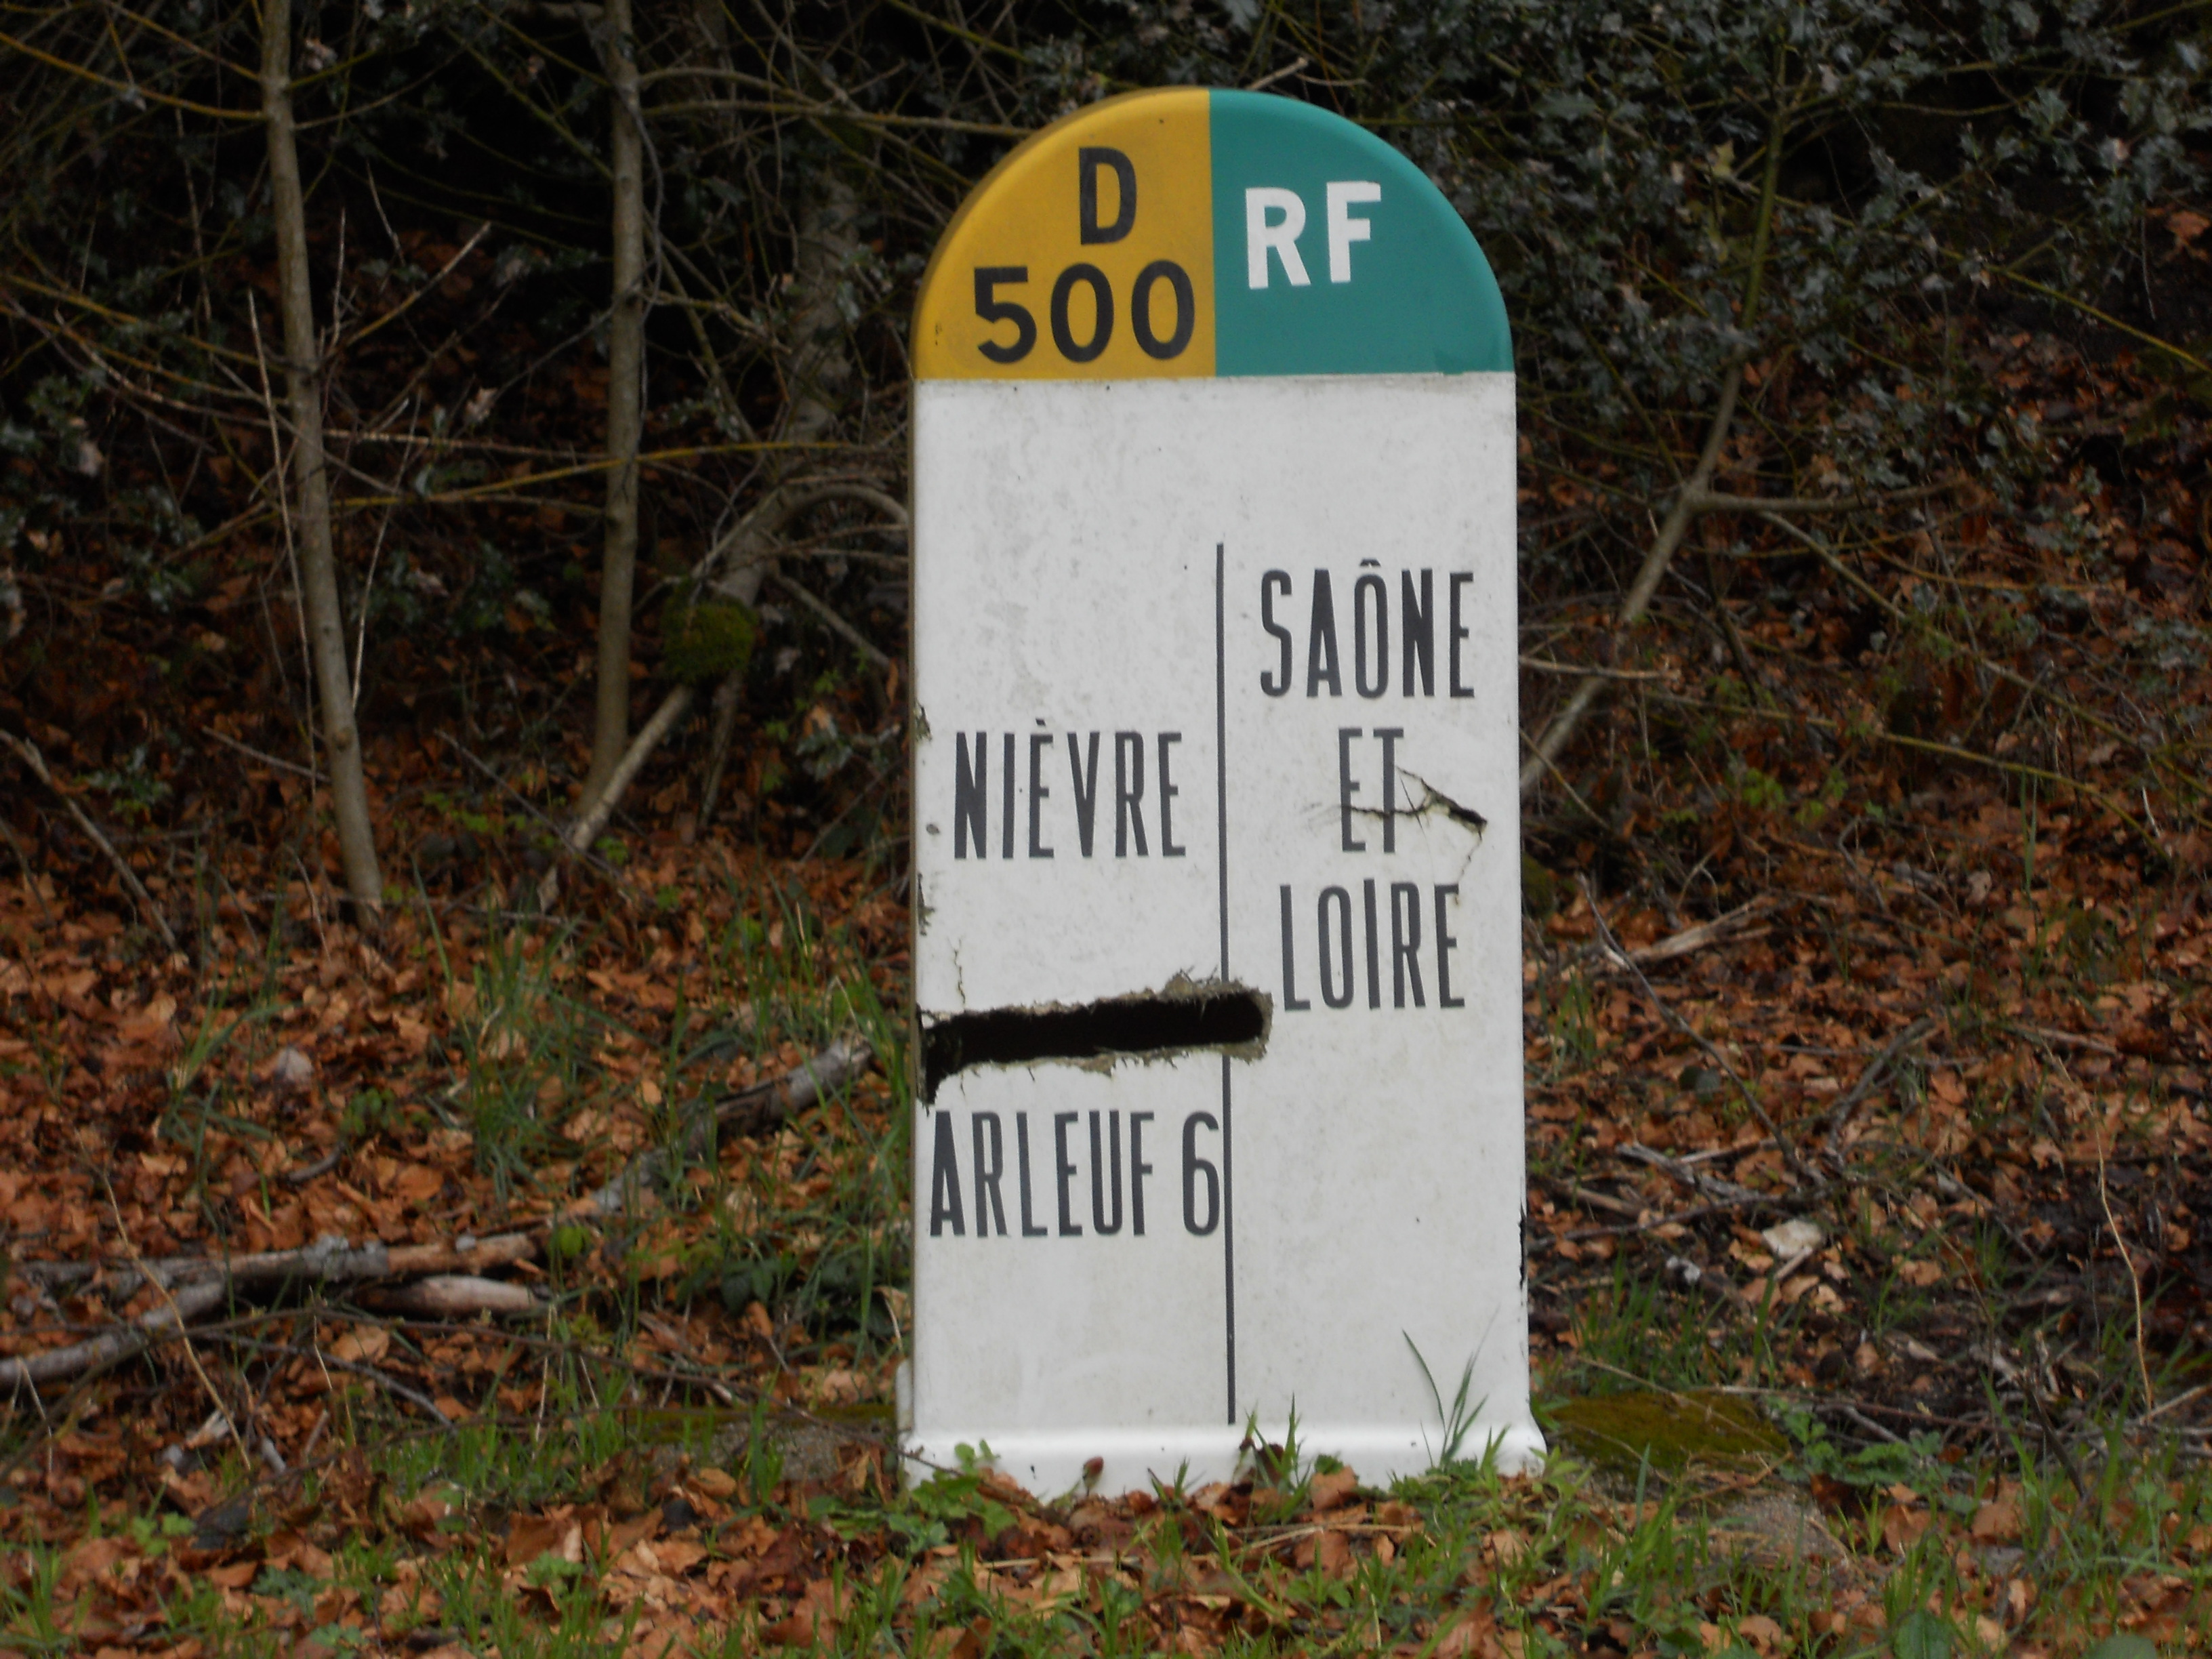 D
500
RF
NIÈVRE
ARLEUF 6
SAÔNE
ET
LOIRE